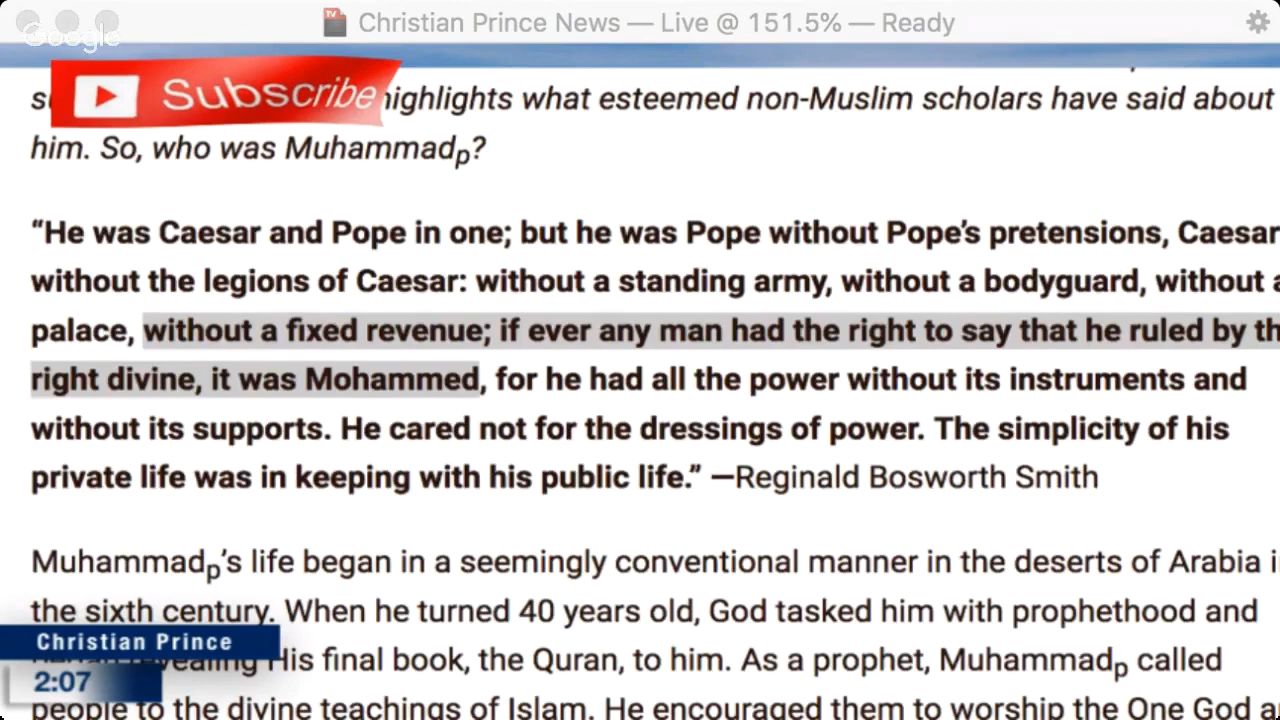 Christian Prince News — Live @ 151.5% — Ready
Google
Subscribe
highlights what esteemed non-Muslim scholars have said about
him. So, who was Muhammadp?
“He was Caesar and Pope in one; but he was Pope without Pope’s pretensions, Caesar
without the legions of Caesar: without a standing army, without a bodyguard, without a
palace, without a fixed revenue; if ever any man had the right to say that he ruled by th
right divine, it was Mohammed, for he had all the power without its instruments and
without its supports. He cared not for the dressings of power. The simplicity of his
private life was in keeping with his public life.” —Reginald Bosworth Smith
Muhammadp’s life began in a seemingly conventional manner in the deserts of Arabia i
the sixth century. When he turned 40 years old, God tasked him with prophethood and
Christian Prince
revealing His final book, the Quran, to him. As a prophet, Muhammadp called
2:07
people to the divine teachings of Islam. He encouraged them to worship the One God a